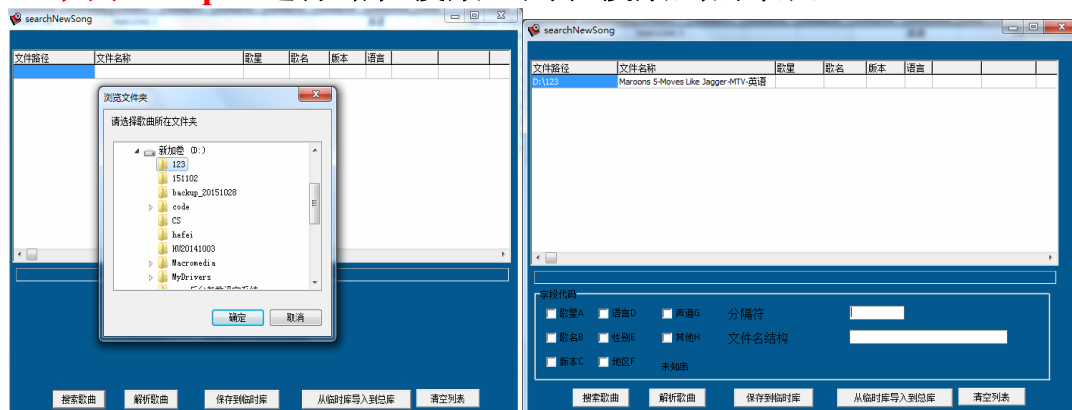 searchNewSong
文件路径 文件名称 歌星 歌名 版本 语言
浏览文件夹
请选择歌曲所在文件夹
新加卷 (D:)
123
151102
backup_20151028
code
CS
hefei
HU20141003
Macromedia
MyDrivers
确定 取消
搜索歌曲 解析歌曲 保存到临时库 从临时库导入到总库 清空列表
searchNewSong
文件路径 文件名称 歌星 歌名 版本 语言
D:\123 Maroons 5-Moves Like Jagger-MTV-英语
字段代码
歌星A 语言D 声道G 分隔符
歌名B 性别E 其他H 文件名结构
版本C 地区F 未知串
搜索歌曲 解析歌曲 保存到临时库 从临时库导入到总库 清空列表